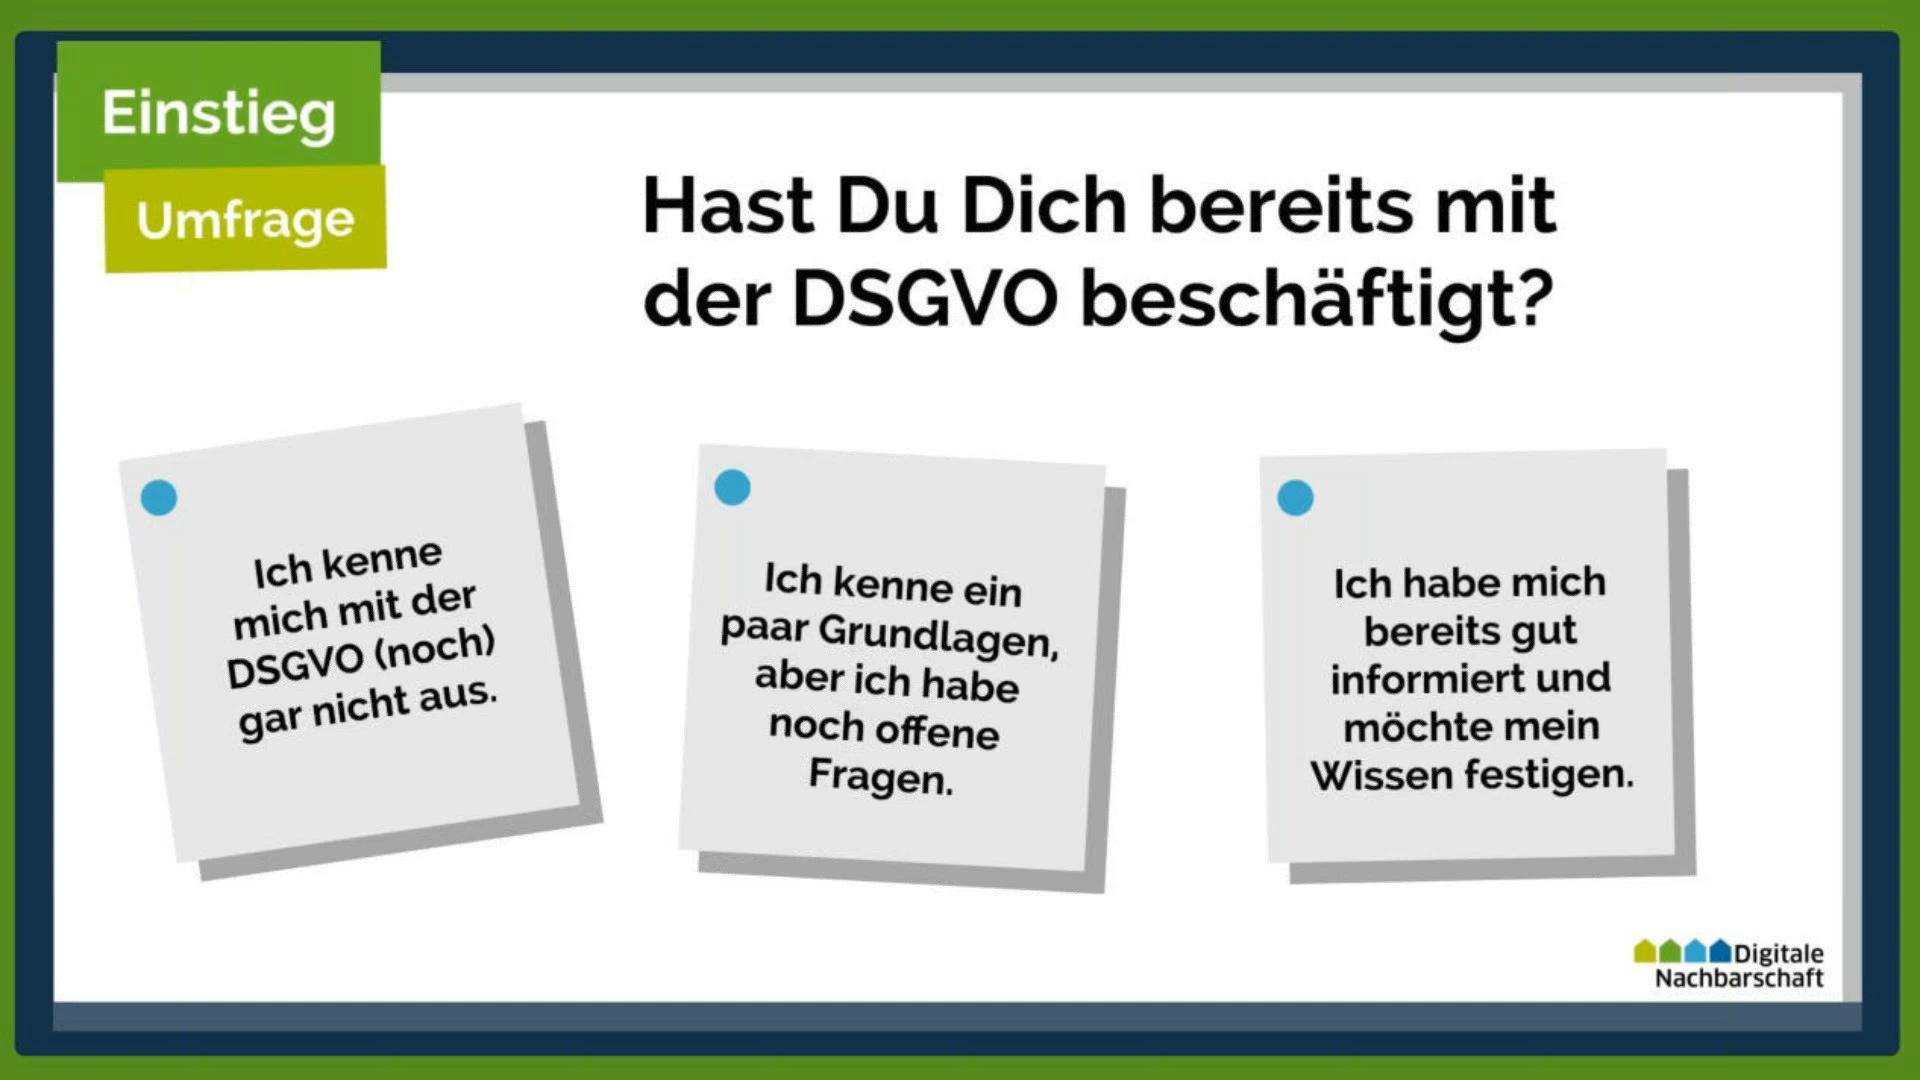 Einstieg
Umfrage
Hast Du Dich bereits mit
der DSGVO beschäftigt?
Ich kenne
mich mit der
DSGVO (noch)
gar nicht aus.
Ich kenne ein
paar Grundlagen,
aber ich habe
noch offene
Fragen.
Ich habe mich
bereits gut
informiert und
möchte mein
Wissen festigen.
Digitale
Nachbarschaft